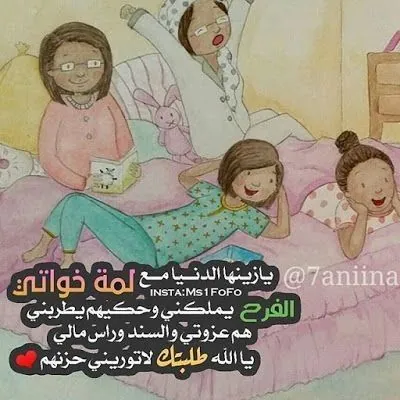 يازينها الدنيا مع لمة خواتي
@7aniina
INSTA:Ms1FoFo
الفرح يملكني وحكيهم يطربني
هم عزوتي والسند وراس مالي
يا الله طلبتك لاتوريني حزنهم